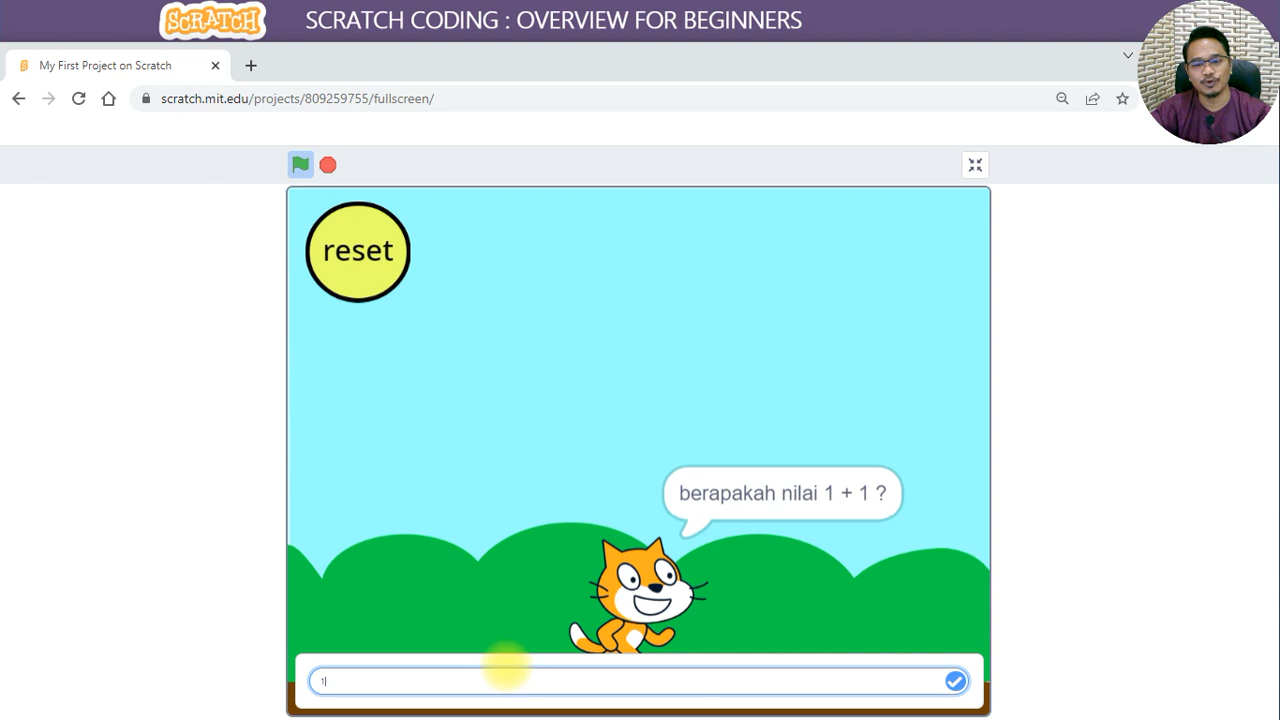 SCRATCH
SCRATCH CODING : OVERVIEW FOR BEGINNERS
My First Project on Scratch
scratch.mit.edu/projects/809259755/fullscreen/
reset
berapakah nilai 1 + 1 ?
1